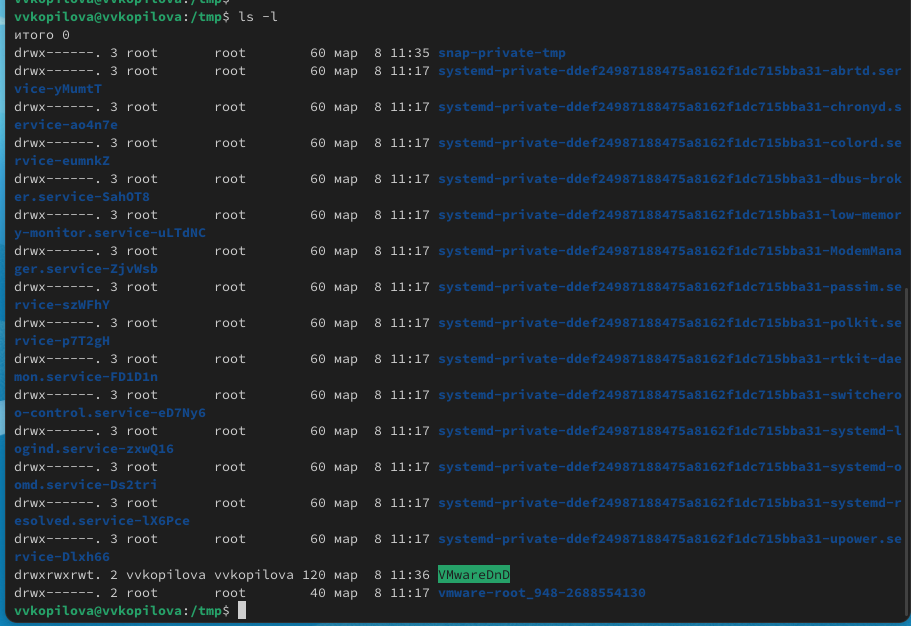 vvkopilova@vvkopilova:/tmp$
vvkopilova@vvkopilova:/tmp$ ls -l
итого 0
drwx------. 3 root       root        60 мар  8 11:35 snap-private-tmp
drwx------. 3 root       root        60 мар  8 11:17 systemd-private-ddef24987188475a8162f1dc715bba31-abrtd.ser
vice-yMumtT
drwx------. 3 root       root        60 мар  8 11:17 systemd-private-ddef24987188475a8162f1dc715bba31-chronyd.s
ervice-ao4n7e
drwx------. 3 root       root        60 мар  8 11:17 systemd-private-ddef24987188475a8162f1dc715bba31-colord.se
rvice-eumnkZ
drwx------. 3 root       root        60 мар  8 11:17 systemd-private-ddef24987188475a8162f1dc715bba31-dbus-brok
er.service-SahOT8
drwx------. 3 root       root        60 мар  8 11:17 systemd-private-ddef24987188475a8162f1dc715bba31-low-memor
y-monitor.service-uLTdNC
drwx------. 3 root       root        60 мар  8 11:17 systemd-private-ddef24987188475a8162f1dc715bba31-ModemMana
ger.service-ZjvWsb
drwx------. 3 root       root        60 мар  8 11:17 systemd-private-ddef24987188475a8162f1dc715bba31-passim.se
rvice-szWFhY
drwx------. 3 root       root        60 мар  8 11:17 systemd-private-ddef24987188475a8162f1dc715bba31-polkit.se
rvice-p7T2gH
drwx------. 3 root       root        60 мар  8 11:17 systemd-private-ddef24987188475a8162f1dc715bba31-rtkit-dae
mon.service-FD1D1n
drwx------. 3 root       root        60 мар  8 11:17 systemd-private-ddef24987188475a8162f1dc715bba31-switchero
o-control.service-eD7Ny6
drwx------. 3 root       root        60 мар  8 11:17 systemd-private-ddef24987188475a8162f1dc715bba31-systemd-l
ogind.service-zxwQ16
drwx------. 3 root       root        60 мар  8 11:17 systemd-private-ddef24987188475a8162f1dc715bba31-systemd-o
omd.service-Ds2tri
drwx------. 3 root       root        60 мар  8 11:17 systemd-private-ddef24987188475a8162f1dc715bba31-systemd-r
esolved.service-lX6Pce
drwx------. 3 root       root        60 мар  8 11:17 systemd-private-ddef24987188475a8162f1dc715bba31-upower.se
rvice-Dlxh66
drwxrwxrwt. 2 vvkopilova vvkopilova 120 мар  8 11:36 VMwareDnD
drwx------. 2 root       root        40 мар  8 11:17 vmware-root_948-2688554130
vvkopilova@vvkopilova:/tmp$